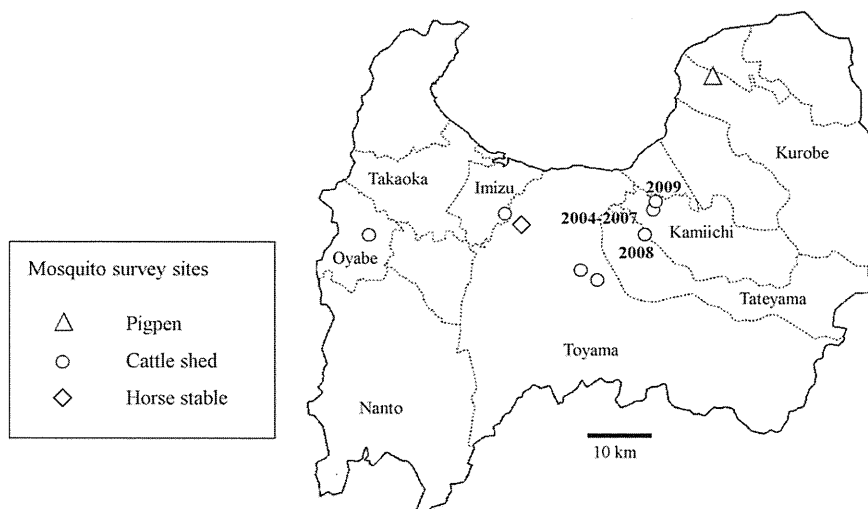 Kurobe
Takaoka
Imizu
2009
2004-2007
Kamiichi
2008
Oyabe
Tateyama
Toyama
Nanto
10 km
Mosquito survey sites
Pigpen
Cattle shed
Horse stable